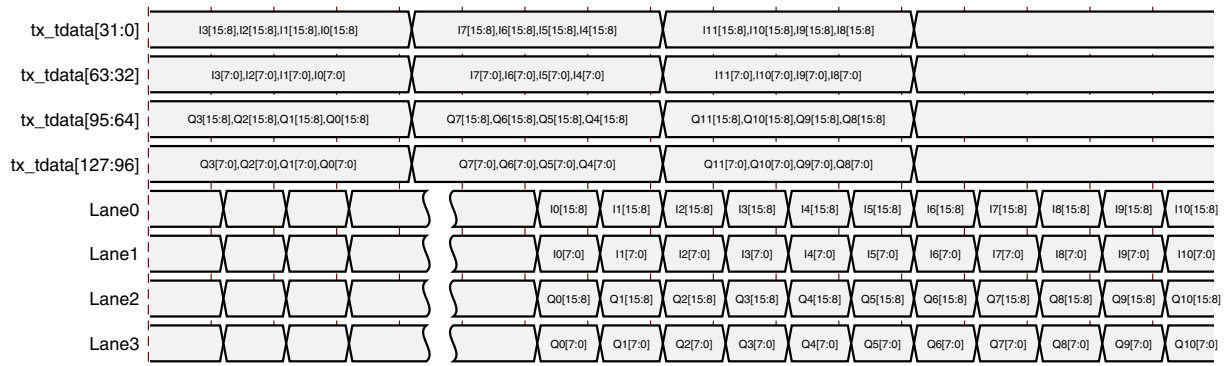 tx_tdata[31:0] I3[15:8],I2[15:8],I1[15:8],I0[15:8] I7[15:8],I6[15:8],I5[15:8],I4[15:8] I11[15:8],I10[15:8],I9[15:8],I8[15:8]
tx_tdata[63:32] I3[7:0],I2[7:0],I1[7:0],I0[7:0] I7[7:0],I6[7:0],I5[7:0],I4[7:0] I11[7:0],I10[7:0],I9[7:0],I8[7:0]
tx_tdata[95:64] Q3[15:8],Q2[15:8],Q1[15:8],Q0[15:8] Q7[15:8],Q6[15:8],Q5[15:8],Q4[15:8] Q11[15:8],Q10[15:8],Q9[15:8],Q8[15:8]
tx_tdata[127:96] Q3[7:0],Q2[7:0],Q1[7:0],Q0[7:0] Q7[7:0],Q6[7:0],Q5[7:0],Q4[7:0] Q11[7:0],Q10[7:0],Q9[7:0],Q8[7:0]
Lane0 I0[15:8] I1[15:8] I2[15:8] I3[15:8] I4[15:8] I5[15:8] I6[15:8] I7[15:8] I8[15:8] I9[15:8] I10[15:8]
Lane1 I0[7:0] I1[7:0] I2[7:0] I3[7:0] I4[7:0] I5[7:0] I6[7:0] I7[7:0] I8[7:0] I9[7:0] I10[7:0]
Lane2 Q0[15:8] Q1[15:8] Q2[15:8] Q3[15:8] Q4[15:8] Q5[15:8] Q6[15:8] Q7[15:8] Q8[15:8] Q9[15:8] Q10[15:8]
Lane3 Q0[7:0] Q1[7:0] Q2[7:0] Q3[7:0] Q4[7:0] Q5[7:0] Q6[7:0] Q7[7:0] Q8[7:0] Q9[7:0] Q10[7:0]